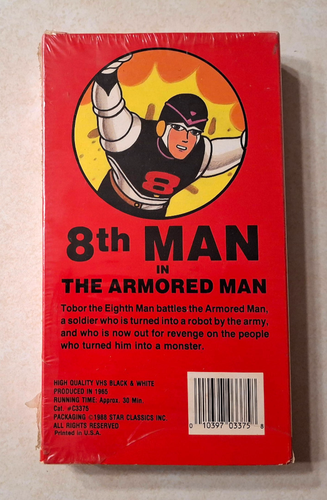 8
8th MAN
IN
THE ARMORED MAN
Tobor the Eighth Man battles the Armored Man,
a soldier who is turned into a robot by the army,
and who is now out for revenge on the people
who turned him into a monster.
HIGH QUALITY VHS BLACK & WHITE
PRODUCED IN 1965
RUNNING TIME: Approx. 30 Min.
Cat. #C3375
PACKAGING ©1988 STAR CLASSICS INC
ALL RIGHTS RESERVED
Printed in U.S.A.
0 10397 03375 8